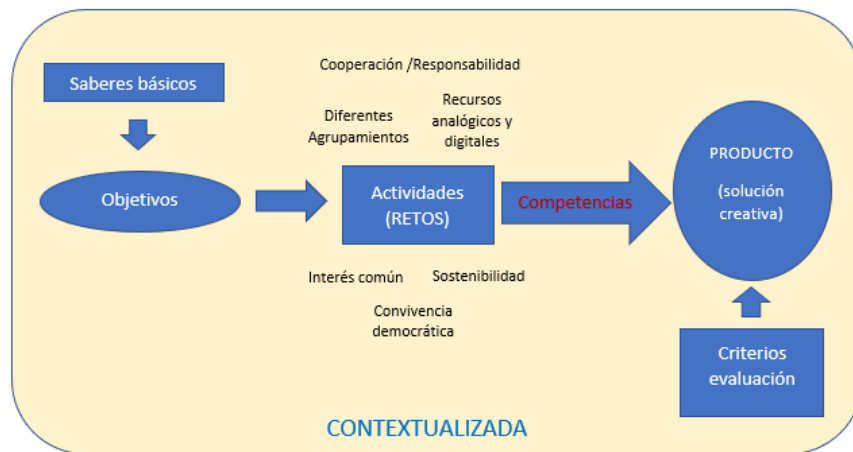 Cooperación /Responsabilidad
Saberes básicos
Diferentes
Agrupamientos
Recursos
analógicos y
digitales
Objetivos
Actividades
(RETOS)
Competencias
PRODUCTO
(solución
creativa)
Interés común
Sostenibilidad
Convivencia
democrática
Criterios
evaluación
CONTEXTUALIZADA